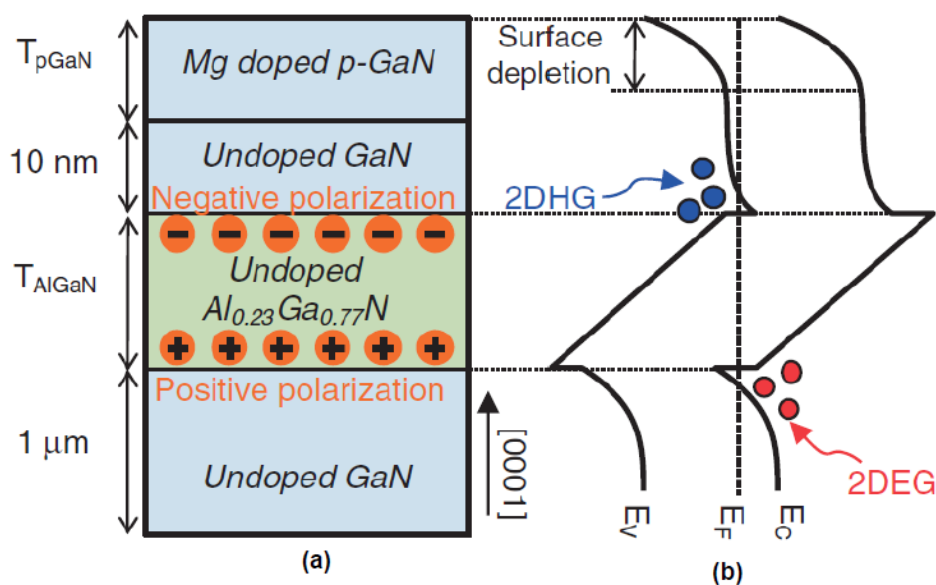 T_pGaN
Mg doped p-GaN
10 nm
Undoped GaN
Negative polarization
T_AlGaN
Undoped
Al_0.23Ga_0.77N
Positive polarization
1 μm
Undoped GaN
[0001]
(a)
Surface
depletion
2DHG
2DEG
E_V
E_F
E_C
(b)